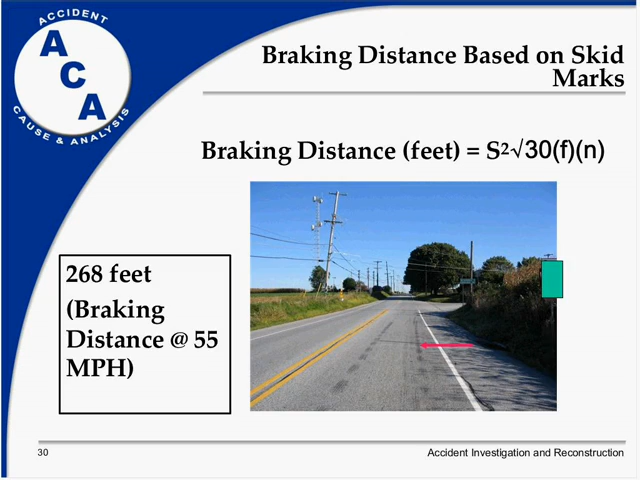 ACCIDENT
A
C
A
CAUSE & ANALYSIS
Braking Distance Based on Skid
Marks
Braking Distance (feet) = S²√30(f)(n)
268 feet
(Braking
Distance @ 55
MPH)
30
Accident Investigation and Reconstruction